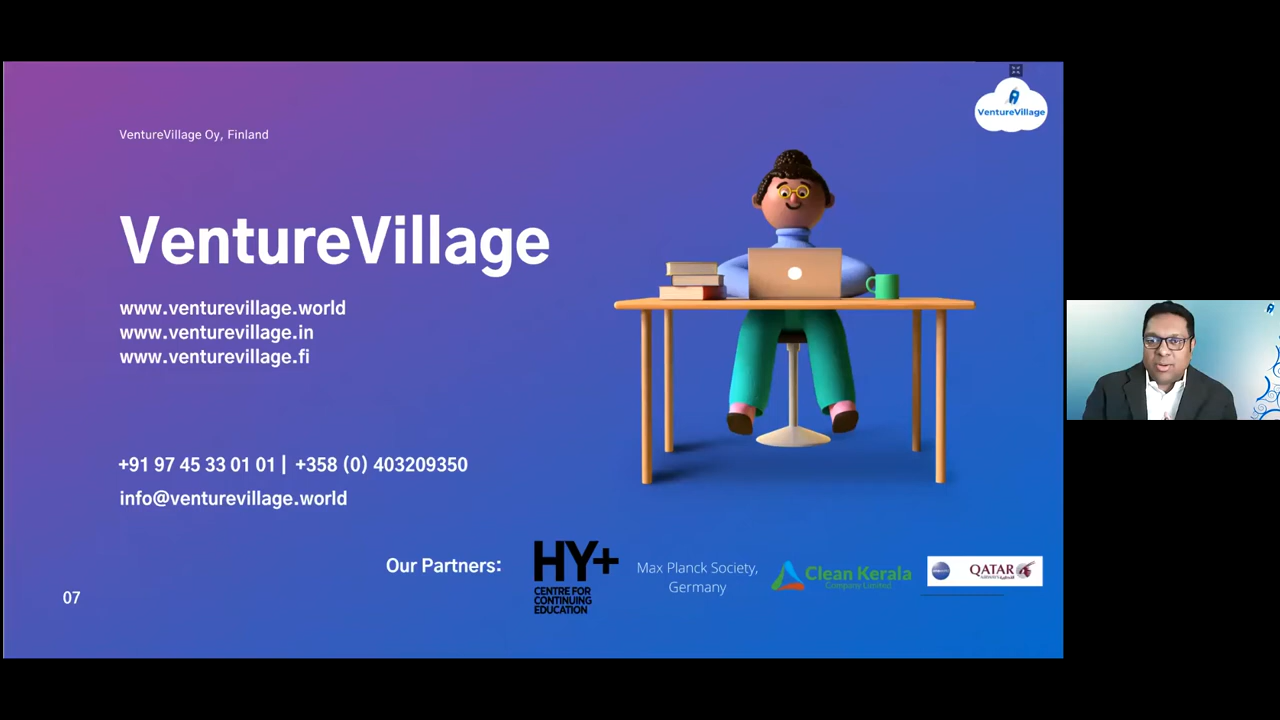 VentureVillage
VentureVillage Oy, Finland
VentureVillage
www.venturevillage.world
www.venturevillage.in
www.venturevillage.fi
+91 97 45 33 01 01 | +358 (0) 403209350
info@venturevillage.world
Our Partners:
HY+
CENTRE FOR
CONTINUING
EDUCATION
Max Planck Society,
Germany
Clean Kerala
Company Limited
QATAR
07